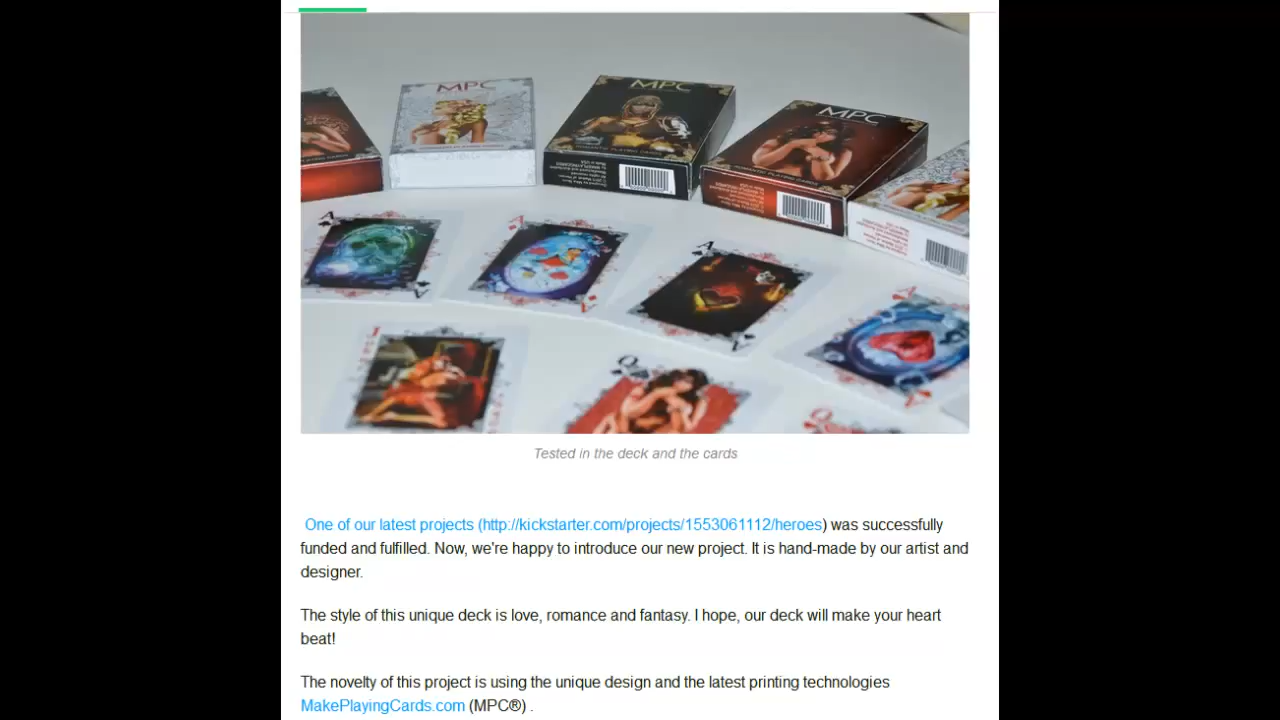 MPC
MPC
MPC
ROMANTIC PLAYING CARDS
A
A
A
A
J
Q
Q
Tested in the deck and the cards
One of our latest projects (http://kickstarter.com/projects/1553061112/heroes) was successfully
funded and fulfilled. Now, we're happy to introduce our new project. It is hand-made by our artist and
designer.
The style of this unique deck is love, romance and fantasy. I hope, our deck will make your heart
beat!
The novelty of this project is using the unique design and the latest printing technologies
MakePlayingCards.com (MPC®) .